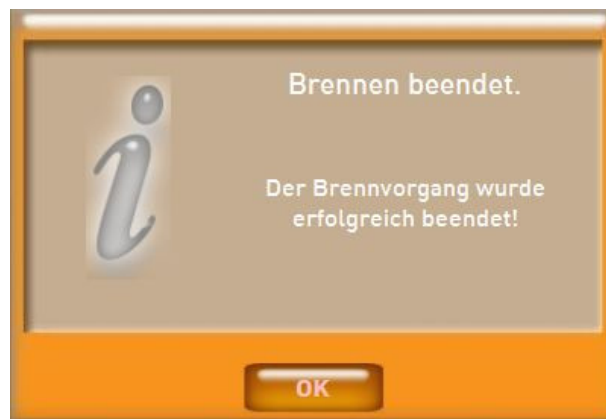 Brennen beendet.
Der Brennvorgang wurde
erfolgreich beendet!
OK